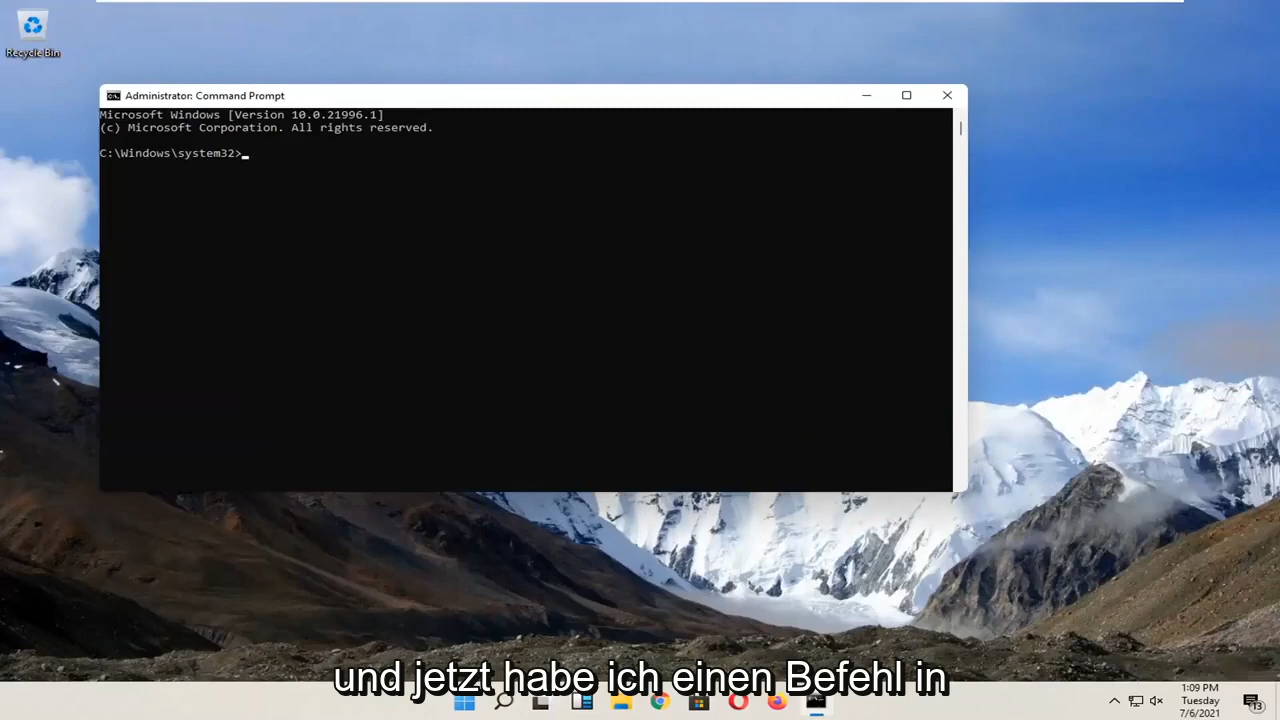 Recycle Bin
Administrator: Command Prompt
Microsoft Windows [Version 10.0.21996.1]
(c) Microsoft Corporation. All rights reserved.
C:\Windows\system32>
und jetzt habe ich einen Befehl in
1:09 PM
Tuesday
7/6/2021
13